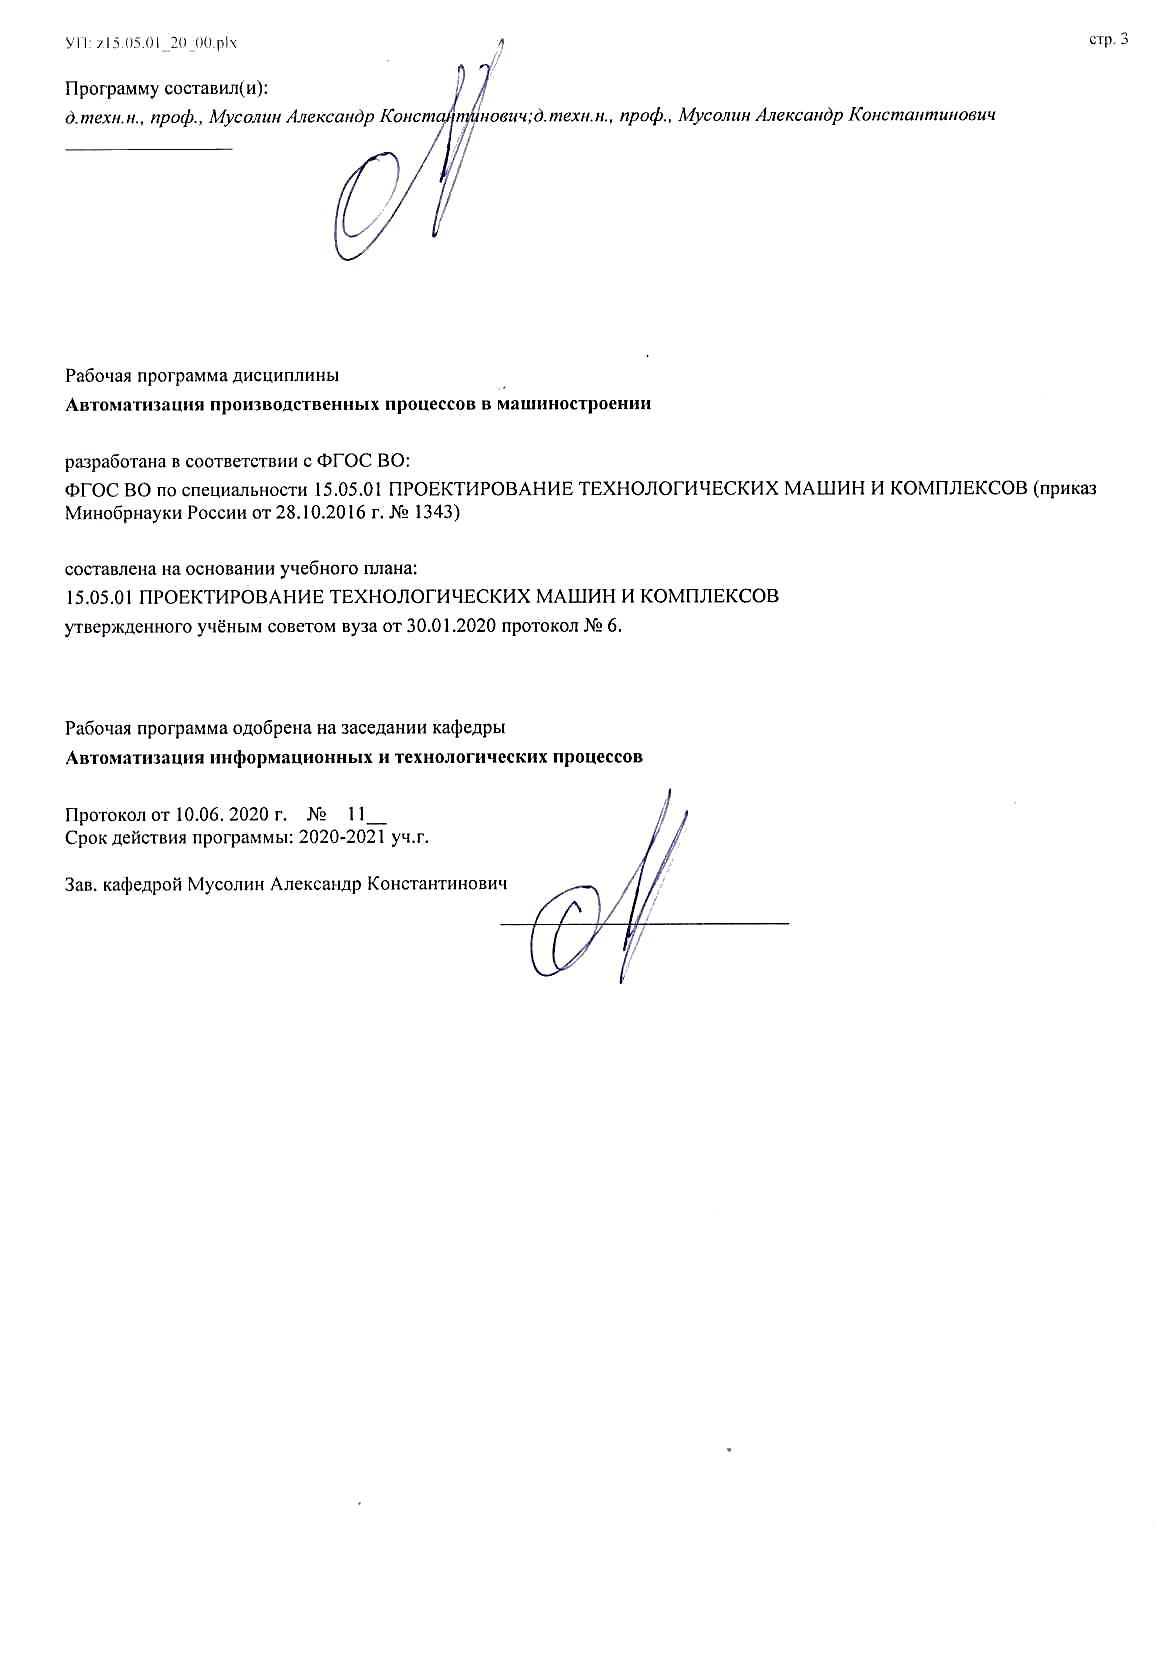 УП: z15.05.01_20_00.plx
стр. 3
Программу составил(и):
д.техн.н., проф., Мусолин Александр Константинович;д.техн.н., проф., Мусолин Александр Константинович
Рабочая программа дисциплины
Автоматизация производственных процессов в машиностроении
разработана в соответствии с ФГОС ВО:
ФГОС ВО по специальности 15.05.01 ПРОЕКТИРОВАНИЕ ТЕХНОЛОГИЧЕСКИХ МАШИН И КОМПЛЕКСОВ (приказ
Минобрнауки России от 28.10.2016 г. № 1343)
составлена на основании учебного плана:
15.05.01 ПРОЕКТИРОВАНИЕ ТЕХНОЛОГИЧЕСКИХ МАШИН И КОМПЛЕКСОВ
утвержденного учёным советом вуза от 30.01.2020 протокол № 6.
Рабочая программа одобрена на заседании кафедры
Автоматизация информационных и технологических процессов
Протокол от 10.06. 2020 г. № 11__
Срок действия программы: 2020-2021 уч.г.
Зав. кафедрой Мусолин Александр Константинович